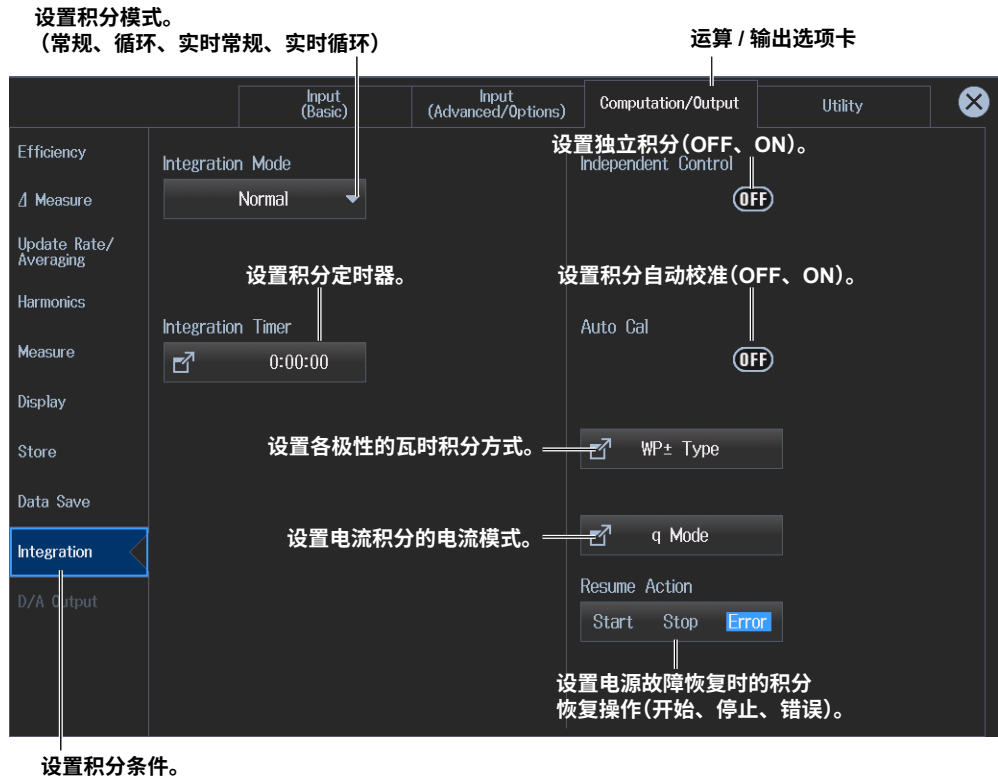 设置积分模式。
（常规、循环、实时常规、实时循环）
运算 / 输出选项卡
Input
(Basic)
Input
(Advanced/Options)
Computation/Output
Utility
Efficiency
Δ Measure
Update Rate/
Averaging
Harmonics
Measure
Display
Store
Data Save
Integration
D/A Output
Integration Mode
Normal
设置积分定时器。
Integration Timer
0:00:00
设置独立积分（OFF、ON）。
Independent Control
OFF
设置积分自动校准（OFF、ON）。
Auto Cal
OFF
设置各极性的瓦时积分方式。
WP± Type
设置电流积分的电流模式。
q Mode
Resume Action
Start Stop Error
设置电源故障恢复时的积分
恢复操作（开始、停止、错误）。
设置积分条件。